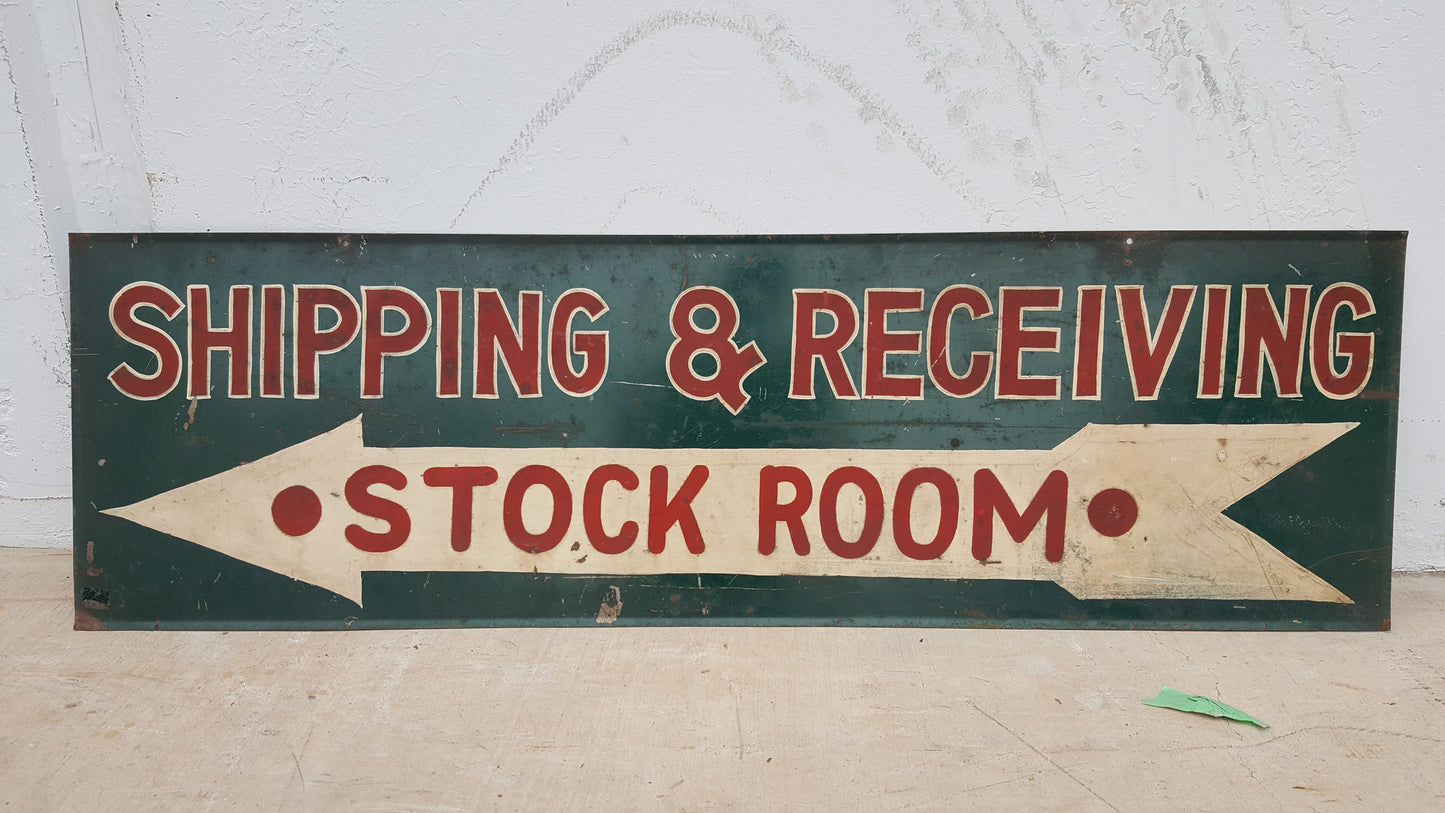 SHIPPING & RECEIVING
• STOCK ROOM •